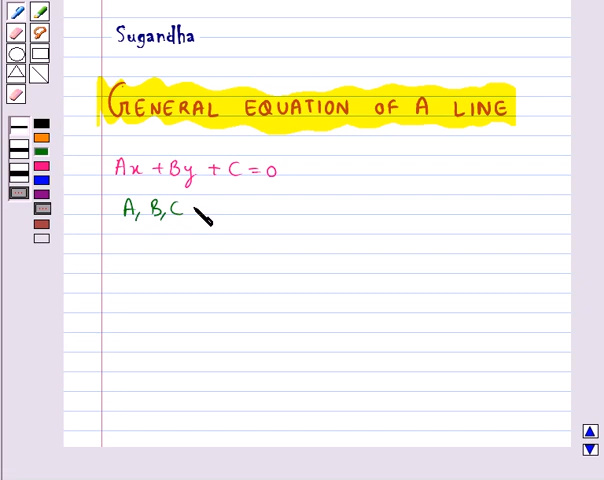 Sugandha
GENERAL EQUATION OF A LINE
Ax + By + C = 0
A, B, C